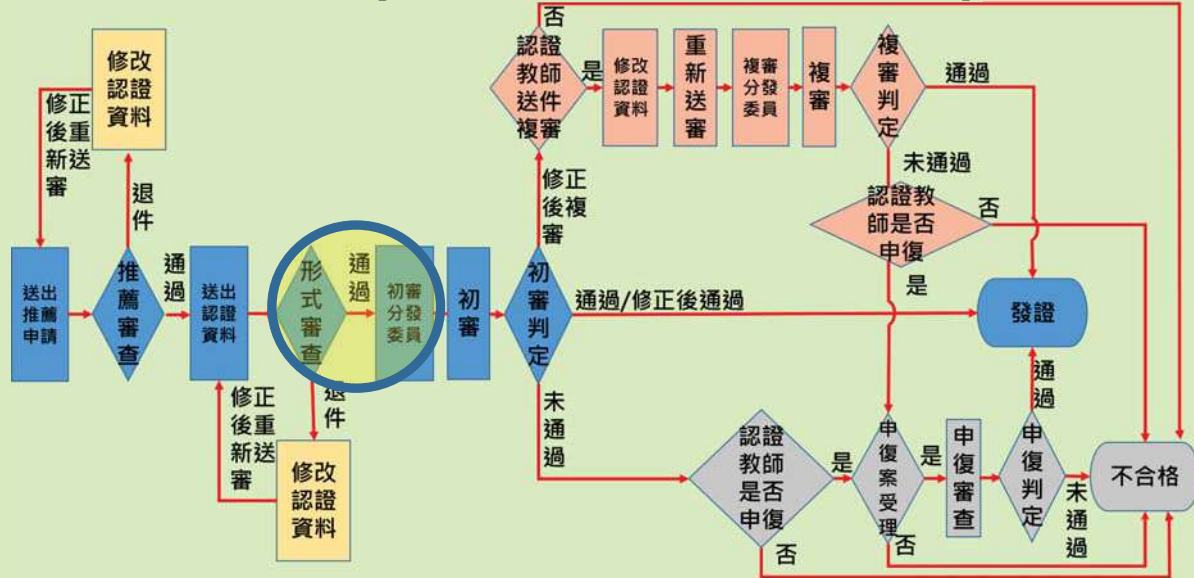 否
認證
教師
送件
複審
是
修改
認證
資料
重
新
送
審
複審
分發
委員
複
審
複
審
判
定
通過
未通過
修改
認證
資料
修正
後重
新送
審
退
件
修正
後複
審
認證教
師是否
申復
否
是
送出
推薦
申請
推
薦
審
查
通
過
送出
認證
資料
形
式
審
查
通
過
初審
分發
委員
初
審
初
審
判
定
通過/修正後通過
發證
修正
後重
新送
審
退
件
修改
認證
資料
未
通
過
認證
教師
是否
申復
是
申
復
案
受
理
是
申
復
審
查
申
復
判
定
通
過
未
通
過
不合格
否
否